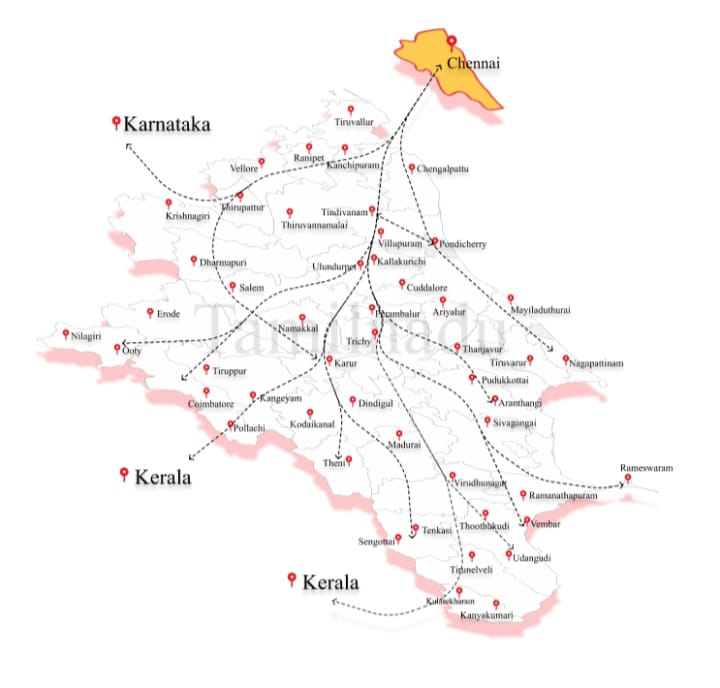 Chennai
Tiruvallur
Karnataka
Ranipet
Kanchipuram
Vellore
Chengalpattu
Thirupattur
Krishnagiri
Tindivanam
Thiruvannamalai
Villupuram
Pondicherry
Dharmapuri
Ulundurpet
Kallakurichi
Salem
Cuddalore
Erode
Perambalur
Ariyalur
Mayiladuthurai
Tamilnadu
Namakkal
Nilagiri
Trichy
Ooty
Thanjavur
Karur
Tiruvarur
Nagapattinam
Tiruppur
Pudukkottai
Coimbatore
Kangeyam
Dindigul
Aranthangi
Kodaikanal
Pollachi
Sivagangai
Madurai
Theni
Rameswaram
Kerala
Virudhunagar
Ramanathapuram
Tenkasi
Thoothukudi
Vembar
Sengottai
Udangudi
Tirunelveli
Kerala
Kulasekharam
Kanyakumari